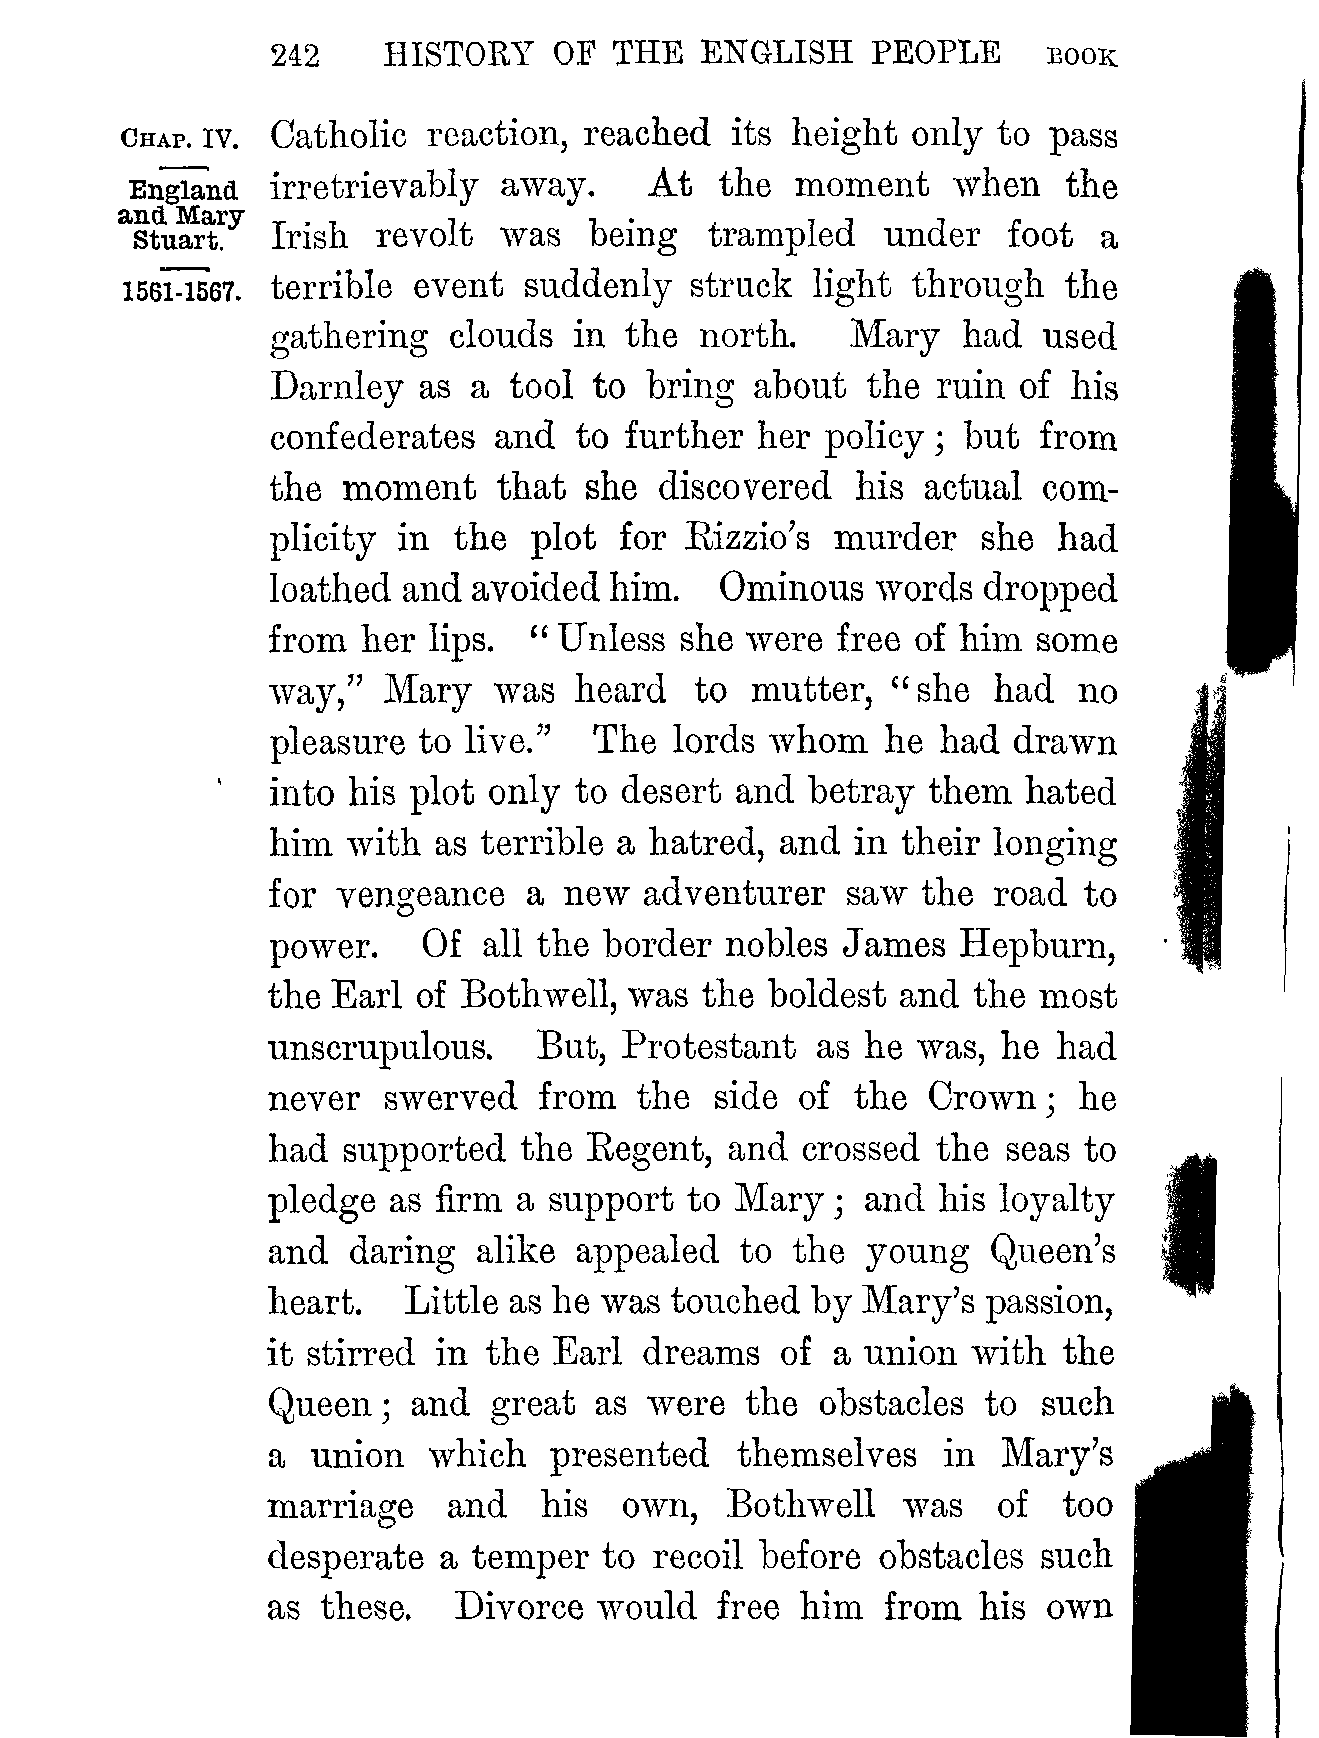 242 HISTORY OF THE ENGLISH PEOPLE BOOK
CHAP. IV.
England
and Mary
Stuart.
1561-1567.
Catholic reaction, reached its height only to pass
irretrievably away. At the moment when the
Irish revolt was being trampled under foot a
terrible event suddenly struck light through the
gathering clouds in the north. Mary had used
Darnley as a tool to bring about the ruin of his
confederates and to further her policy; but from
the moment that she discovered his actual com-
plicity in the plot for Rizzio's murder she had
loathed and avoided him. Ominous words dropped
from her lips. "Unless she were free of him some
way," Mary was heard to mutter, "she had no
pleasure to live." The lords whom he had drawn
into his plot only to desert and betray them hated
him with as terrible a hatred, and in their longing
for vengeance a new adventurer saw the road to
power. Of all the border nobles James Hepburn,
the Earl of Bothwell, was the boldest and the most
unscrupulous. But, Protestant as he was, he had
never swerved from the side of the Crown; he
had supported the Regent, and crossed the seas to
pledge as firm a support to Mary; and his loyalty
and daring alike appealed to the young Queen's
heart. Little as he was touched by Mary's passion,
it stirred in the Earl dreams of a union with the
Queen; and great as were the obstacles to such
a union which presented themselves in Mary's
marriage and his own, Bothwell was of too
desperate a temper to recoil before obstacles such
as these. Divorce would free him from his own